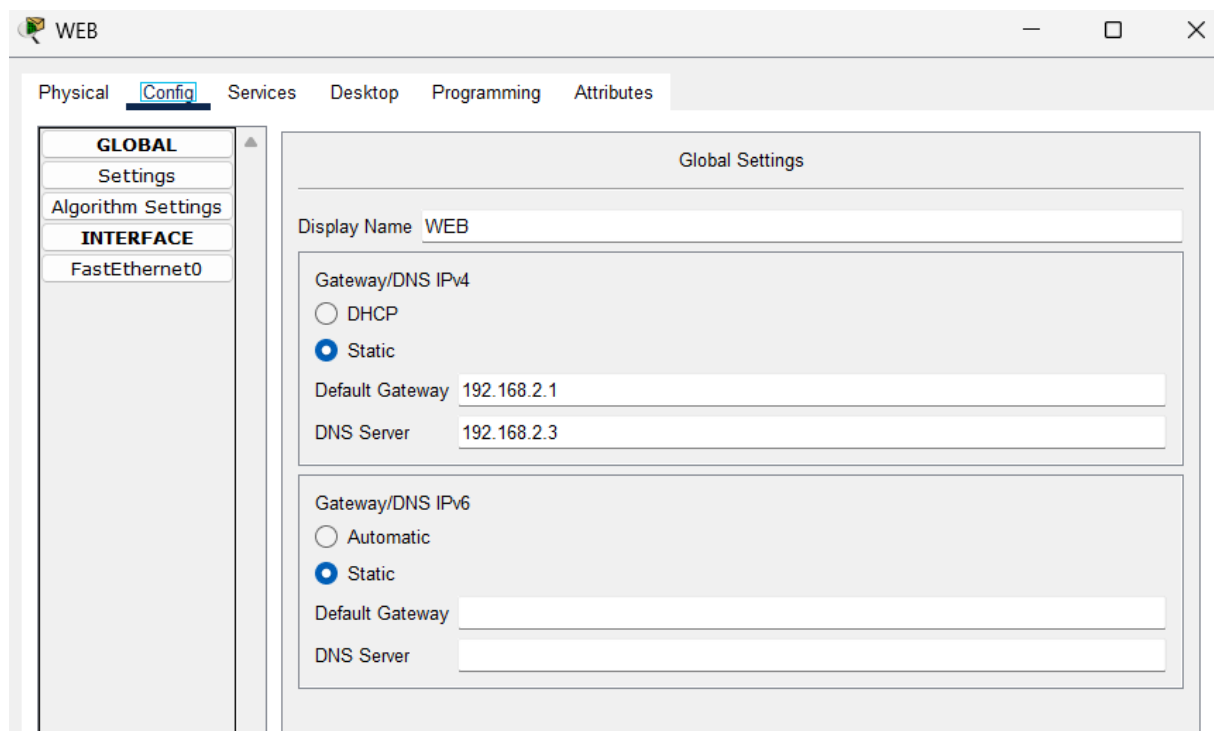 WEB
Physical Config Services Desktop Programming Attributes
GLOBAL
Settings
Algorithm Settings
INTERFACE
FastEthernet0
Global Settings
Display Name WEB
Gateway/DNS IPv4
DHCP
Static
Default Gateway 192.168.2.1
DNS Server 192.168.2.3
Gateway/DNS IPv6
Automatic
Static
Default Gateway
DNS Server